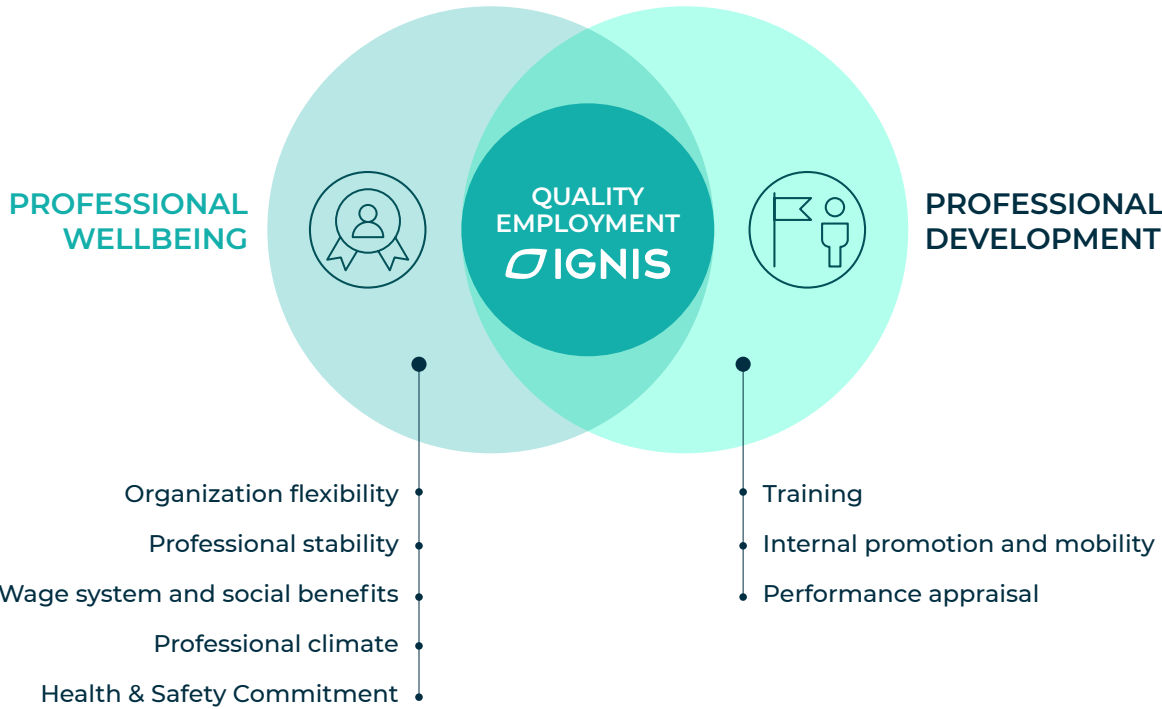 PROFESSIONAL
WELLBEING
QUALITY
EMPLOYMENT
IGNIS
PROFESSIONAL
DEVELOPMENT
Organization flexibility
Professional stability
Wage system and social benefits
Professional climate
Health & Safety Commitment
Training
Internal promotion and mobility
Performance appraisal